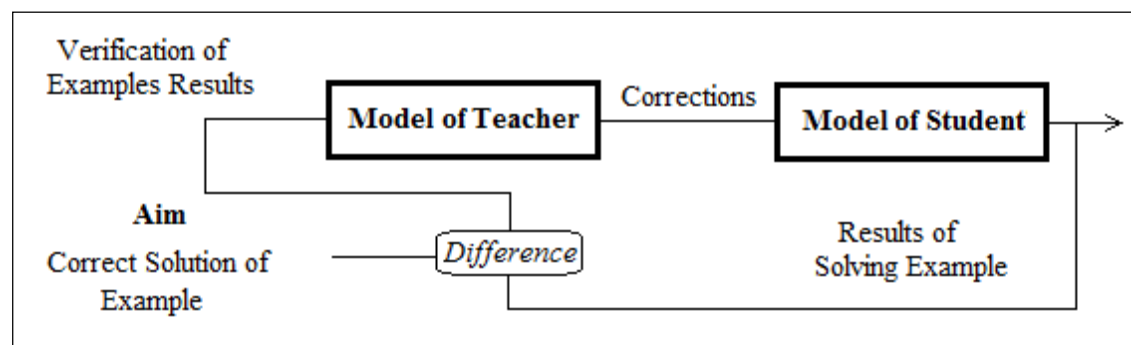 Verification of
Examples Results
Model of Teacher
Corrections
Model of Student
Aim
Correct Solution of
Example
Difference
Results of
Solving Example